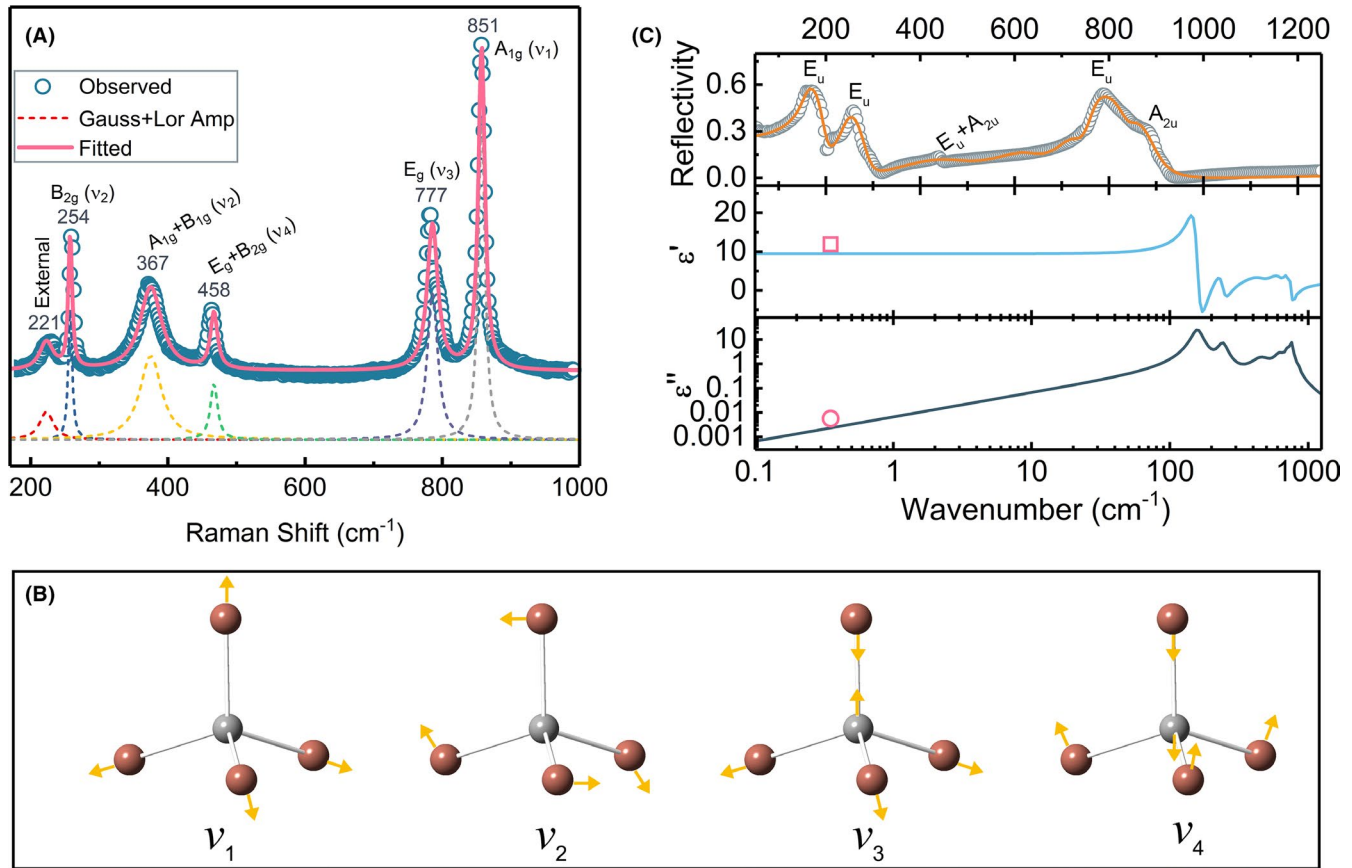 (A)
851
A1g (ν1)
Observed
Gauss+Lor Amp
Fitted
Eg (ν3)
777
B2g (ν2)
254
A1g+B1g (ν2)
367
Eg+B2g (ν4)
458
External
221
200 400 600 800 1000
Raman Shift (cm-1)
(C)
200 400 600 800 1000 1200
Reflectivity
0.6
0.3
0.0
Eu
Eu
Eu+A2u
Eu
A2u
ε'
20
10
0
ε''
10
1
0.1
0.01
0.001
0.1 1 10 100 1000
Wavenumber (cm-1)
(B)
ν1 ν2 ν3 ν4